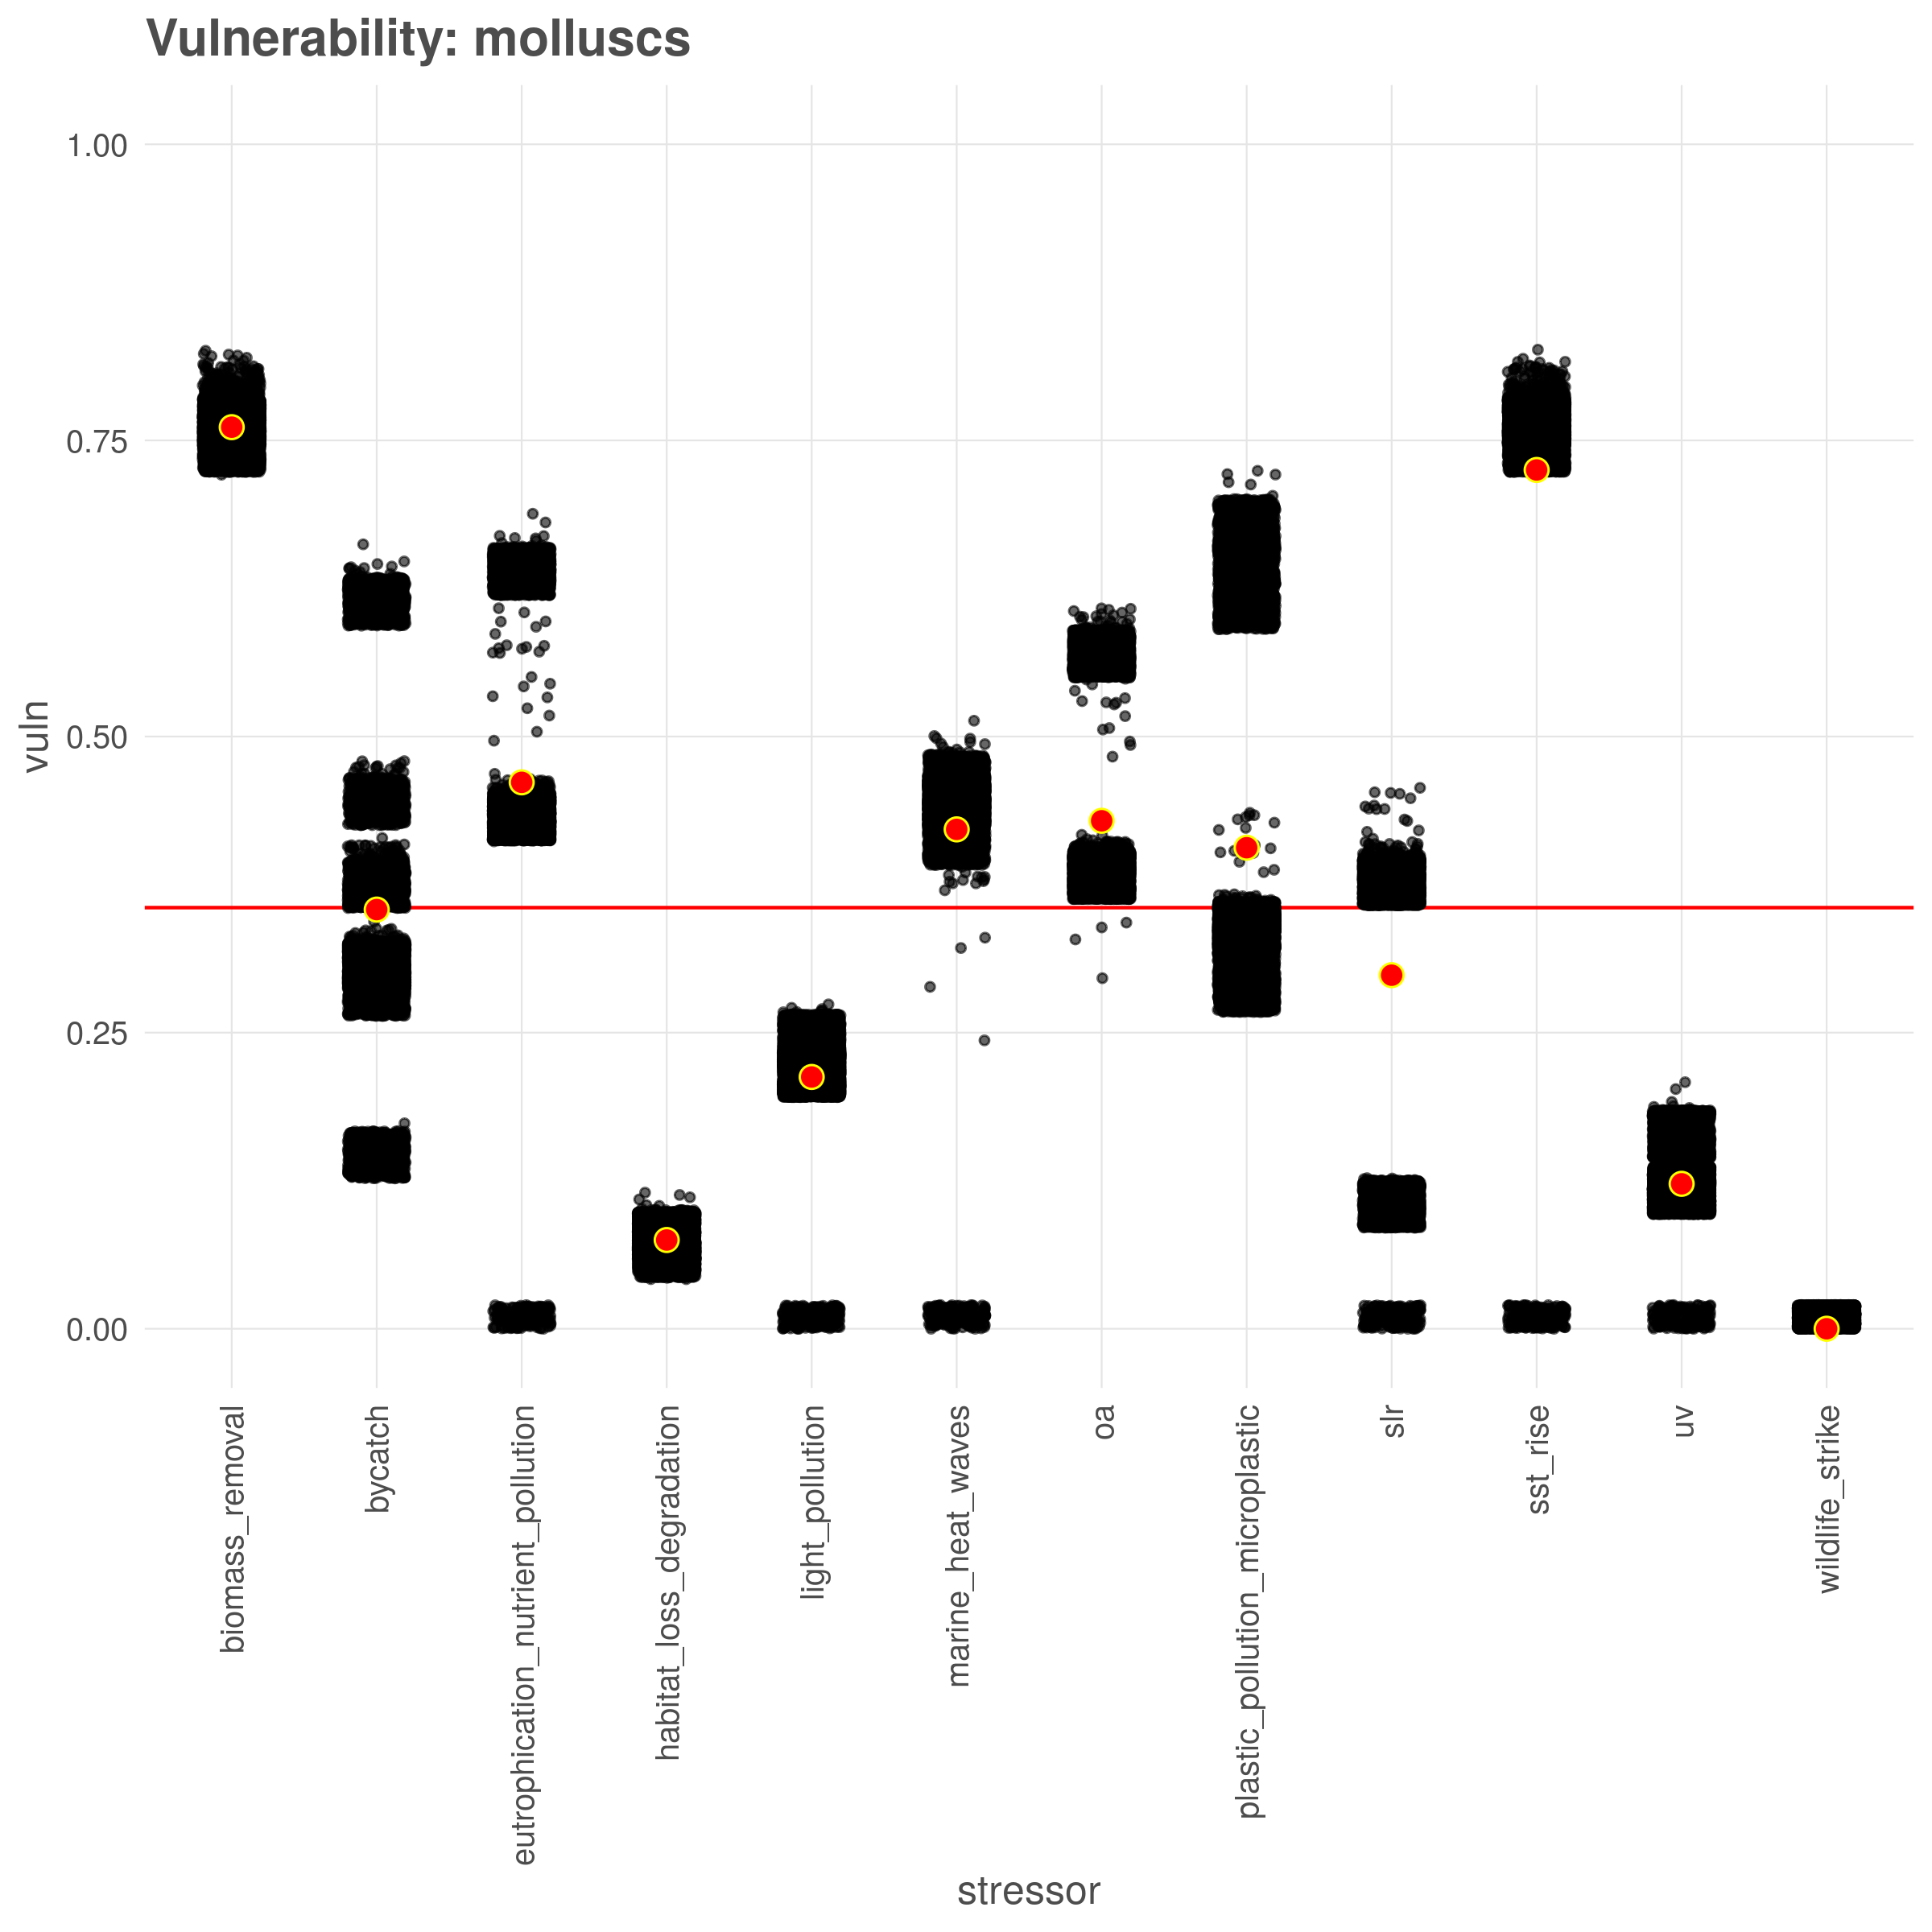 Vulnerability: molluscs
1.00
0.75
0.50
0.25
0.00
vuln
biomass_removal
bycatch
eutrophication_nutrient_pollution
habitat_loss_degradation
light_pollution
marine_heat_waves
oa
plastic_pollution_microplastic
slr
sst_rise
uv
wildlife_strike
stressor